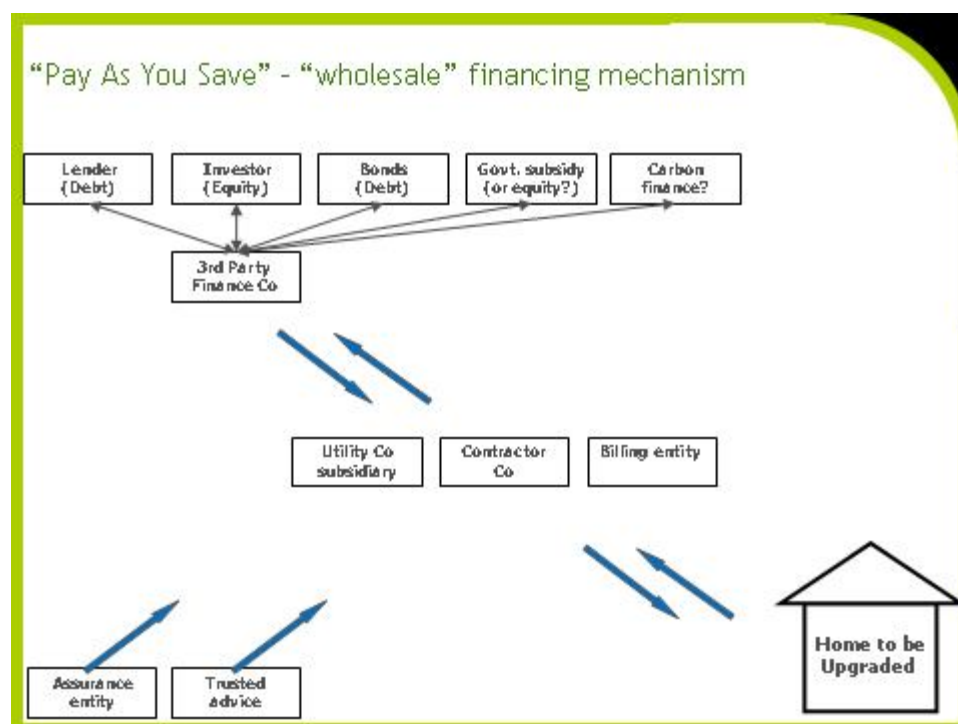 “Pay As You Save” - “wholesale” financing mechanism
Lender
(Debt)
Investor
(Equity)
Bonds
(Debt)
Govt. subsidy
(or equity?)
Carbon
finance?
3rd Party
Finance Co
Utility Co
subsidiary
Contractor
Co
Billing entity
Home to be
Upgraded
Assurance
entity
Trusted
advice